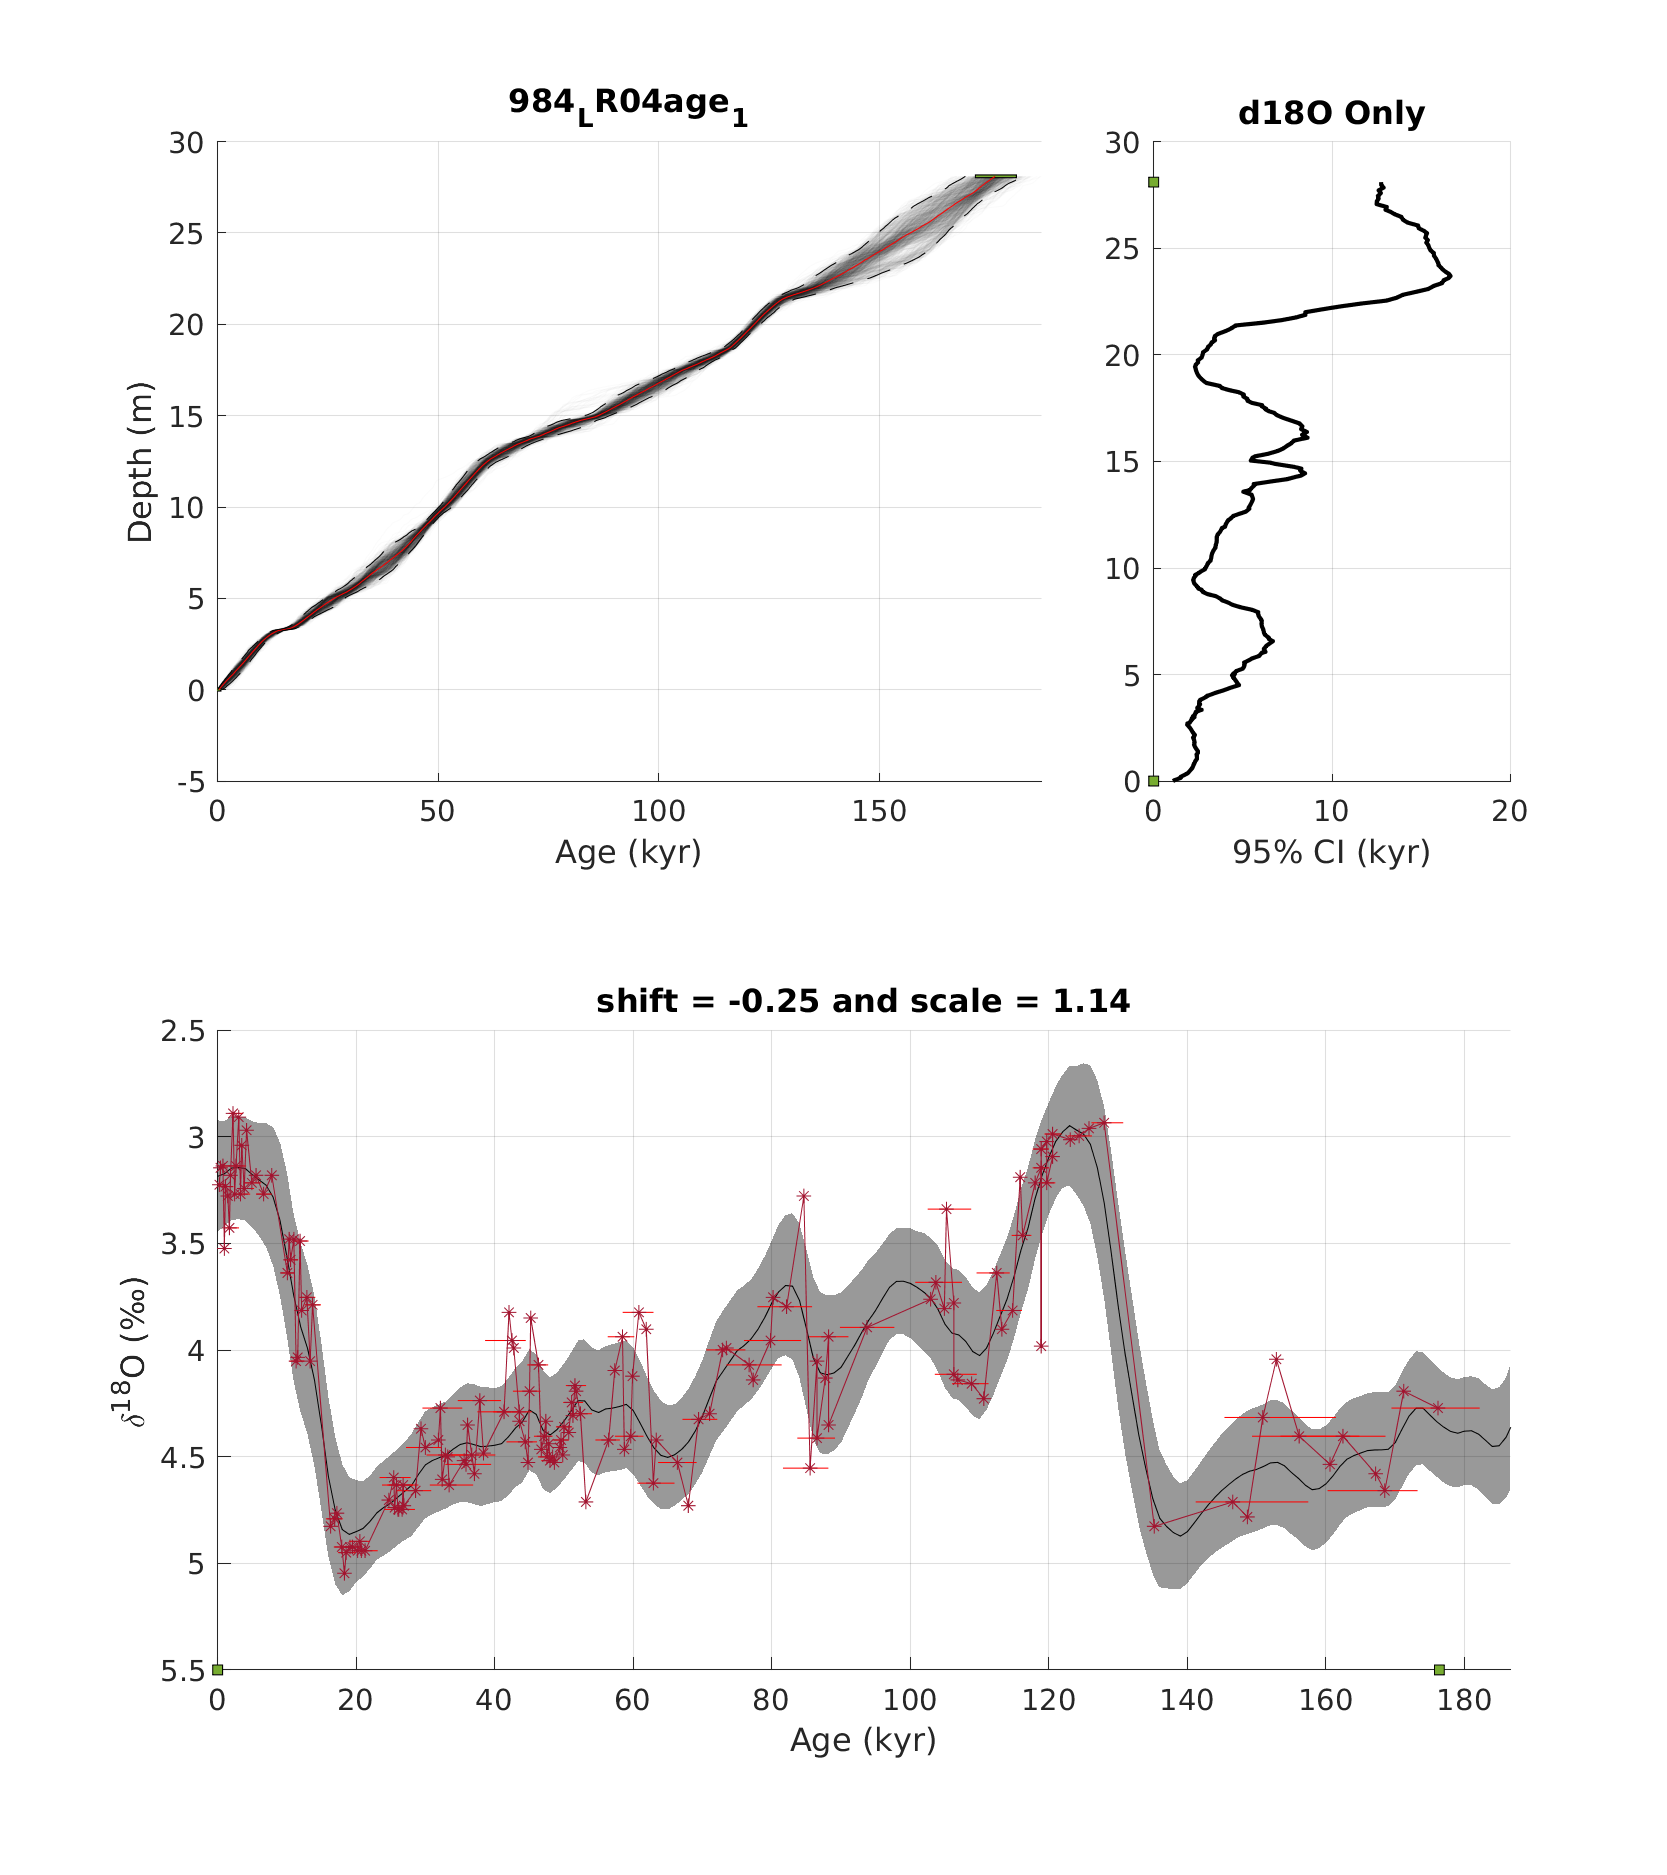 984_LR04age_1
30
25
20
15
10
5
0
-5
0 50 100 150
Depth (m)
Age (kyr)
d18O Only
30
25
20
15
10
5
0
0 10 20
95% CI (kyr)
shift = -0.25 and scale = 1.14
2.5
3
3.5
4
4.5
5
5.5
0 20 40 60 80 100 120 140 160 180
δ¹⁸O (‰)
Age (kyr)